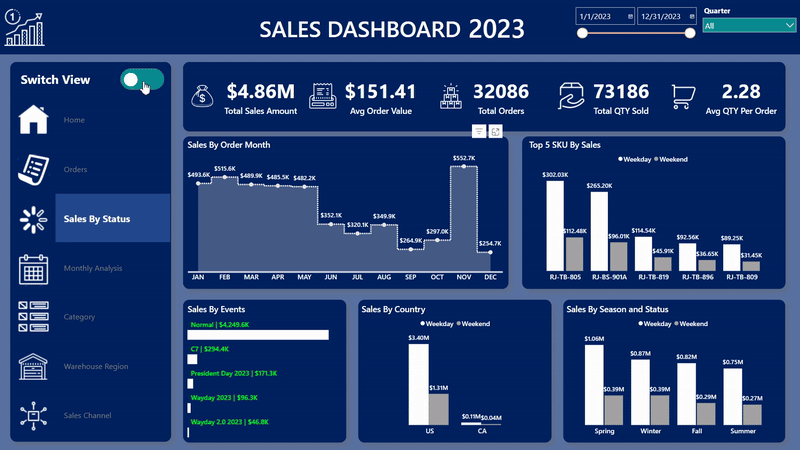 1
SALES DASHBOARD 2023
1/1/2023
12/31/2023
Quarter
All
Switch View
Home
Orders
Sales By Status
Monthly Analysis
Category
Warehouse Region
Sales Channel
$4.86M
Total Sales Amount
$151.41
Avg Order Value
32086
Total Orders
73186
Total QTY Sold
2.28
Avg QTY Per Order
Sales By Order Month
$493.6K
$515.6K
$489.9K
$485.5K
$482.2K
$352.1K
$320.1K
$349.9K
$264.9K
$297.0K
$552.7K
$254.7K
JAN FEB MAR APR MAY JUN JUL AUG SEP OCT NOV DEC
Top 5 SKU By Sales
Weekday Weekend
$302.03K
$112.48K
$265.20K
$96.01K
$114.54K
$45.91K
$92.56K
$36.65K
$89.25K
$31.45K
RJ-TB-805 RJ-BS-901A RJ-TB-819 RJ-TB-896 RJ-TB-809
Sales By Events
Normal | $4,249.6K
C7 | $294.4K
President Day 2023 | $171.3K
Wayday 2023 | $96.3K
Wayday 2.0 2023 | $46.8K
Sales By Country
Weekday Weekend
$3.40M
$1.31M
$0.11M
$0.04M
US CA
Sales By Season and Status
Weekday Weekend
$1.06M
$0.39M
$0.87M
$0.39M
$0.82M
$0.29M
$0.75M
$0.27M
Spring Winter Fall Summer